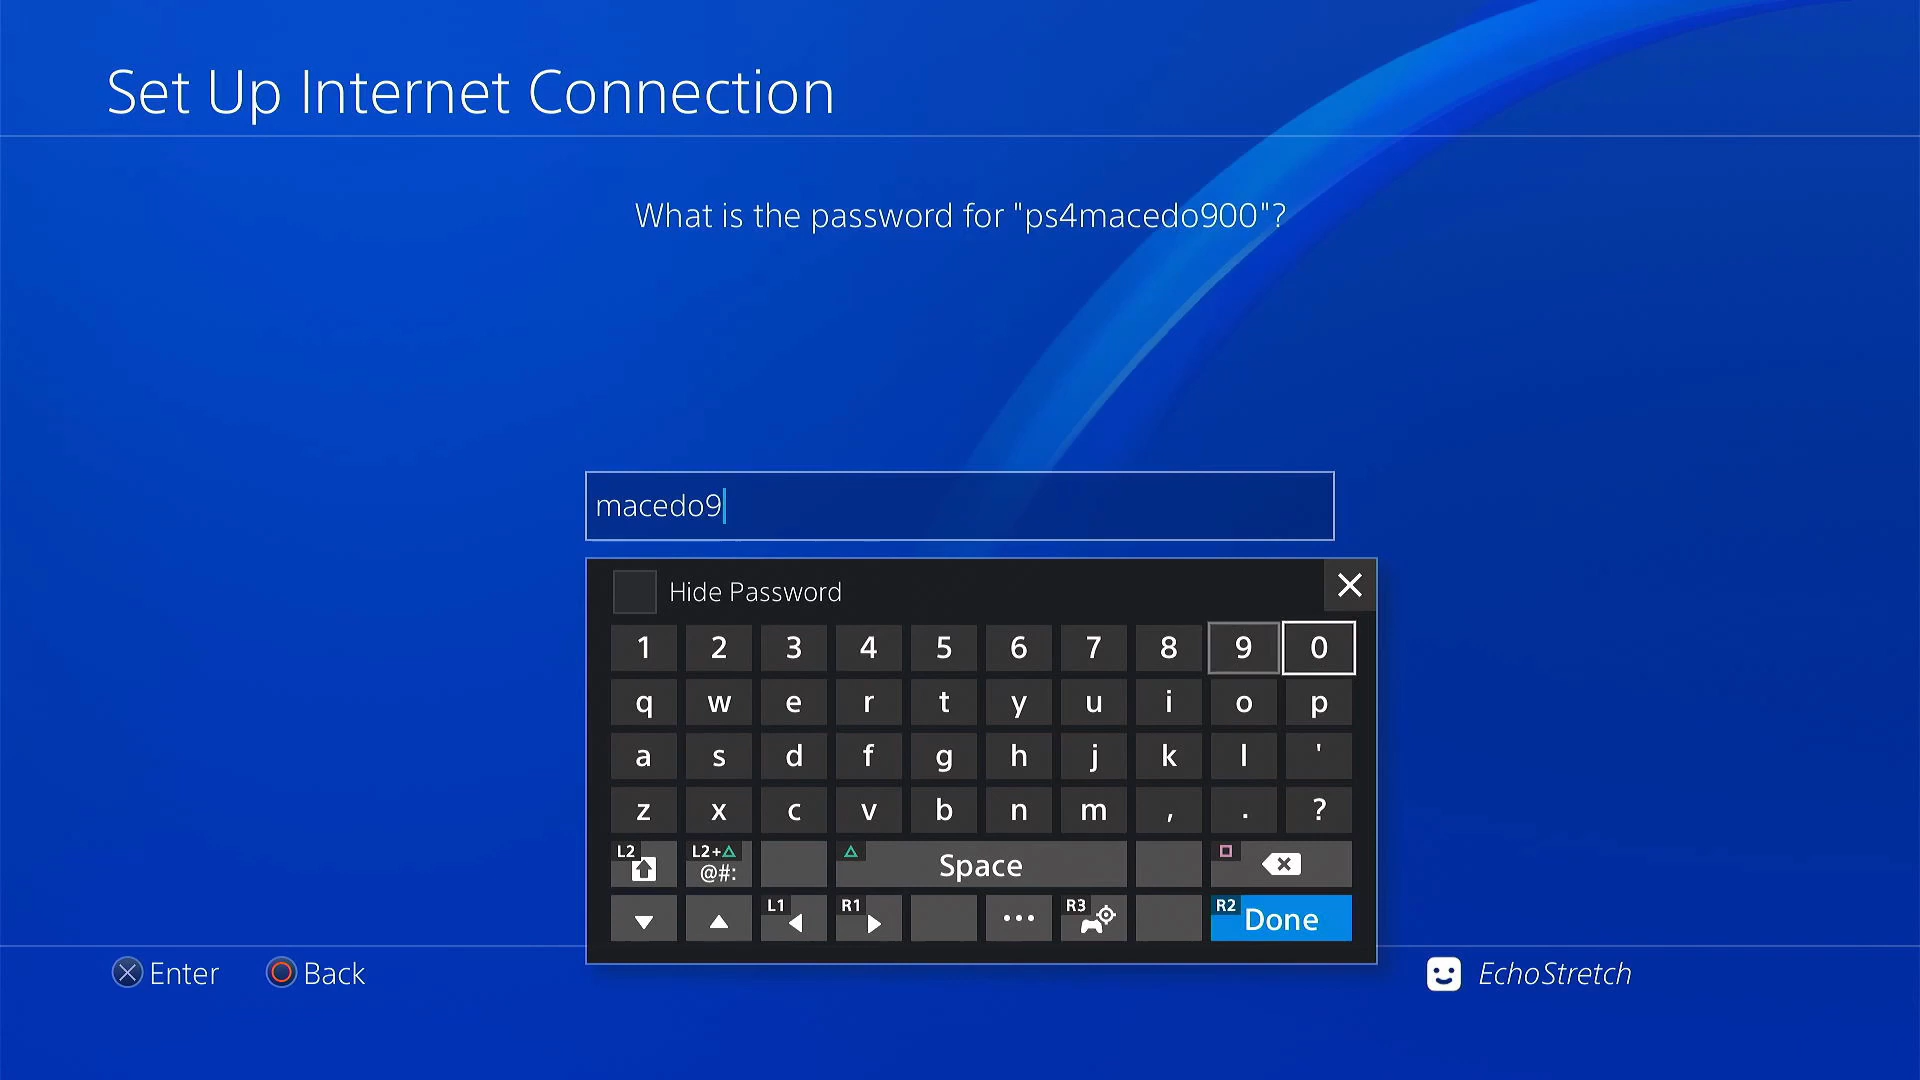 Set Up Internet Connection
What is the password for "ps4macedo900"?
macedo9
Hide Password
1 2 3 4 5 6 7 8 9 0
q w e r t y u i o p
a s d f g h j k l '
z x c v b n m , . ?
L2 L2+△ @#: △ Space
L1 R1 ... R3 R2 Done
Enter Back EchoStretch